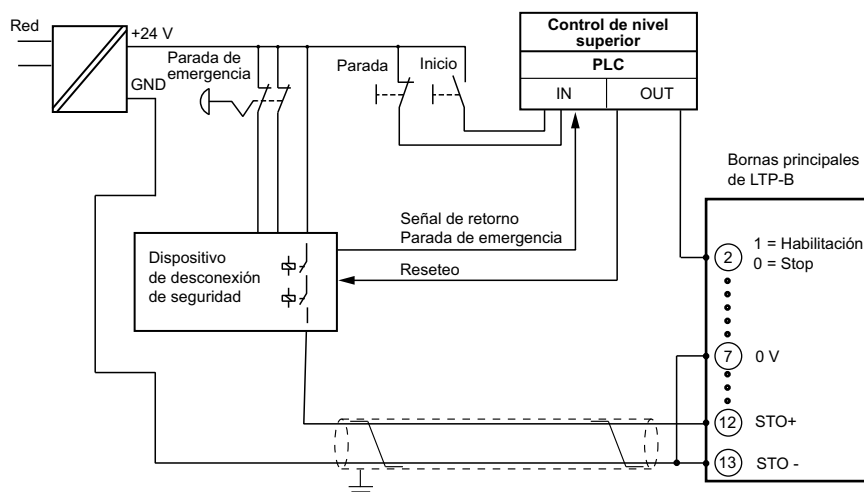 Red
+24 V
GND
Parada de
emergencia
Parada
Inicio
Control de nivel
superior
PLC
IN
OUT
Bornas principales
de LTP-B
Señal de retorno
Parada de emergencia
Reseteo
Dispositivo
de desconexión
de seguridad
2
1 = Habilitación
0 = Stop
7
0 V
12
STO+
13
STO -